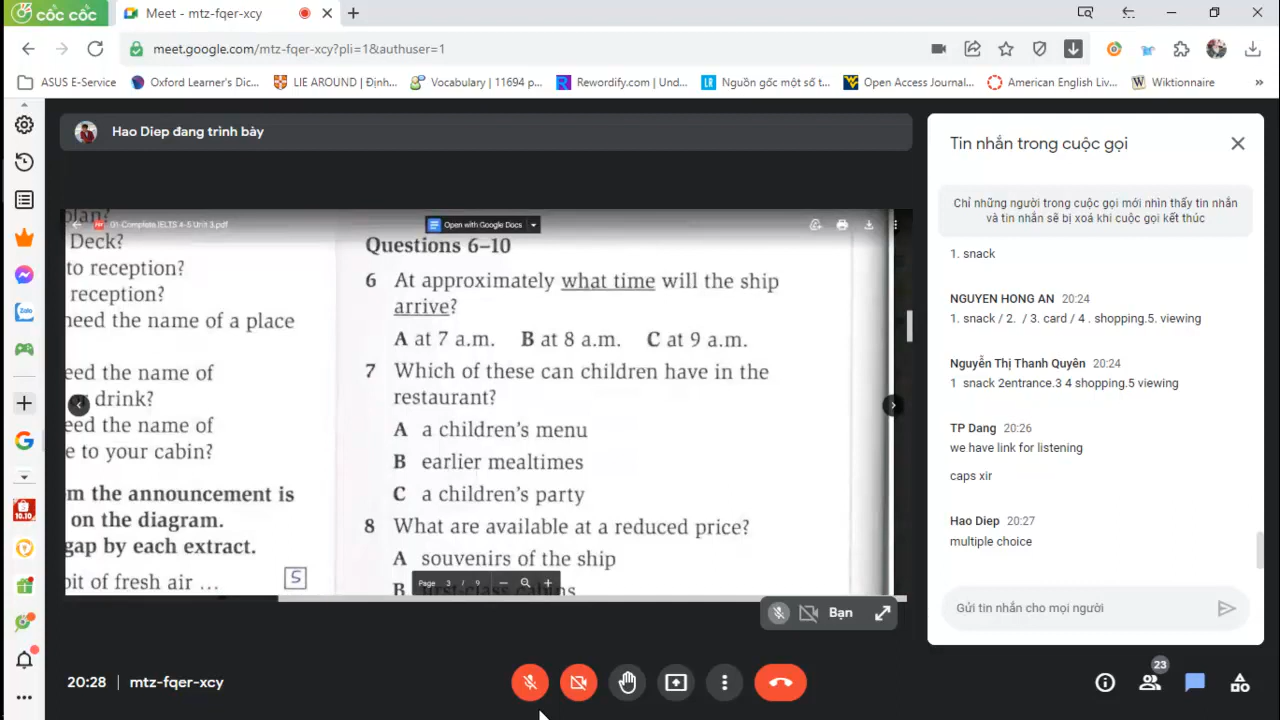 cốc cốc
Meet - mtz-fqer-xcy
meet.google.com/mtz-fqer-xcy?pli=1&authuser=1
ASUS E-Service
Oxford Learner's Dic...
LIE AROUND | Định...
Vocabulary | 11694 p...
Rewordify.com | Und...
Nguồn gốc một số t...
Open Access Journal...
American English Liv...
Wiktionnaire
Hao Diep đang trình bày
01-Complete IELTS 4-5 Unit 3.pdf
Open with Google Docs
plan?
Deck?
to reception?
reception?
need the name of a place
eed the name of
or drink?
eed the name of
e to your cabin?
m the announcement is
on the diagram.
gap by each extract.
bit of fresh air ...
5
Questions 6–10
6 At approximately what time will the ship
arrive?
A at 7 a.m. B at 8 a.m. C at 9 a.m.
7 Which of these can children have in the
restaurant?
A a children's menu
B earlier mealtimes
C a children's party
8 What are available at a reduced price?
A souvenirs of the ship
B first-class cabins
Page 3 / 9
Bạn
Tin nhắn trong cuộc gọi
Chỉ những người trong cuộc gọi mới nhìn thấy tin nhắn
và tin nhắn sẽ bị xoá khi cuộc gọi kết thúc
1. snack
NGUYEN HONG AN 20:24
1. snack / 2. / 3. card / 4 . shopping.5. viewing
Nguyễn Thị Thanh Quyên 20:24
1 snack 2entrance.3 4 shopping.5 viewing
TP Dang 20:26
we have link for listening
caps xir
Hao Diep 20:27
multiple choice
Gửi tin nhắn cho mọi người
20:28 | mtz-fqer-xcy
23
Zalo
10.10